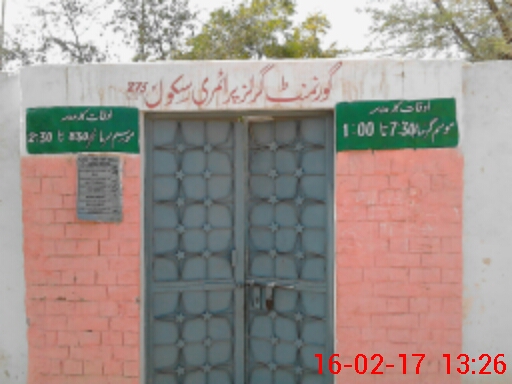 گورنمنٹ گرلز پرائمری سکول 275
اوقات کار مدرسہ
موسم گرما 7:30 تا 1:00
اوقات کار مدرسہ
موسم سرما 8:30 تا 2:30
16-02-17 13:26